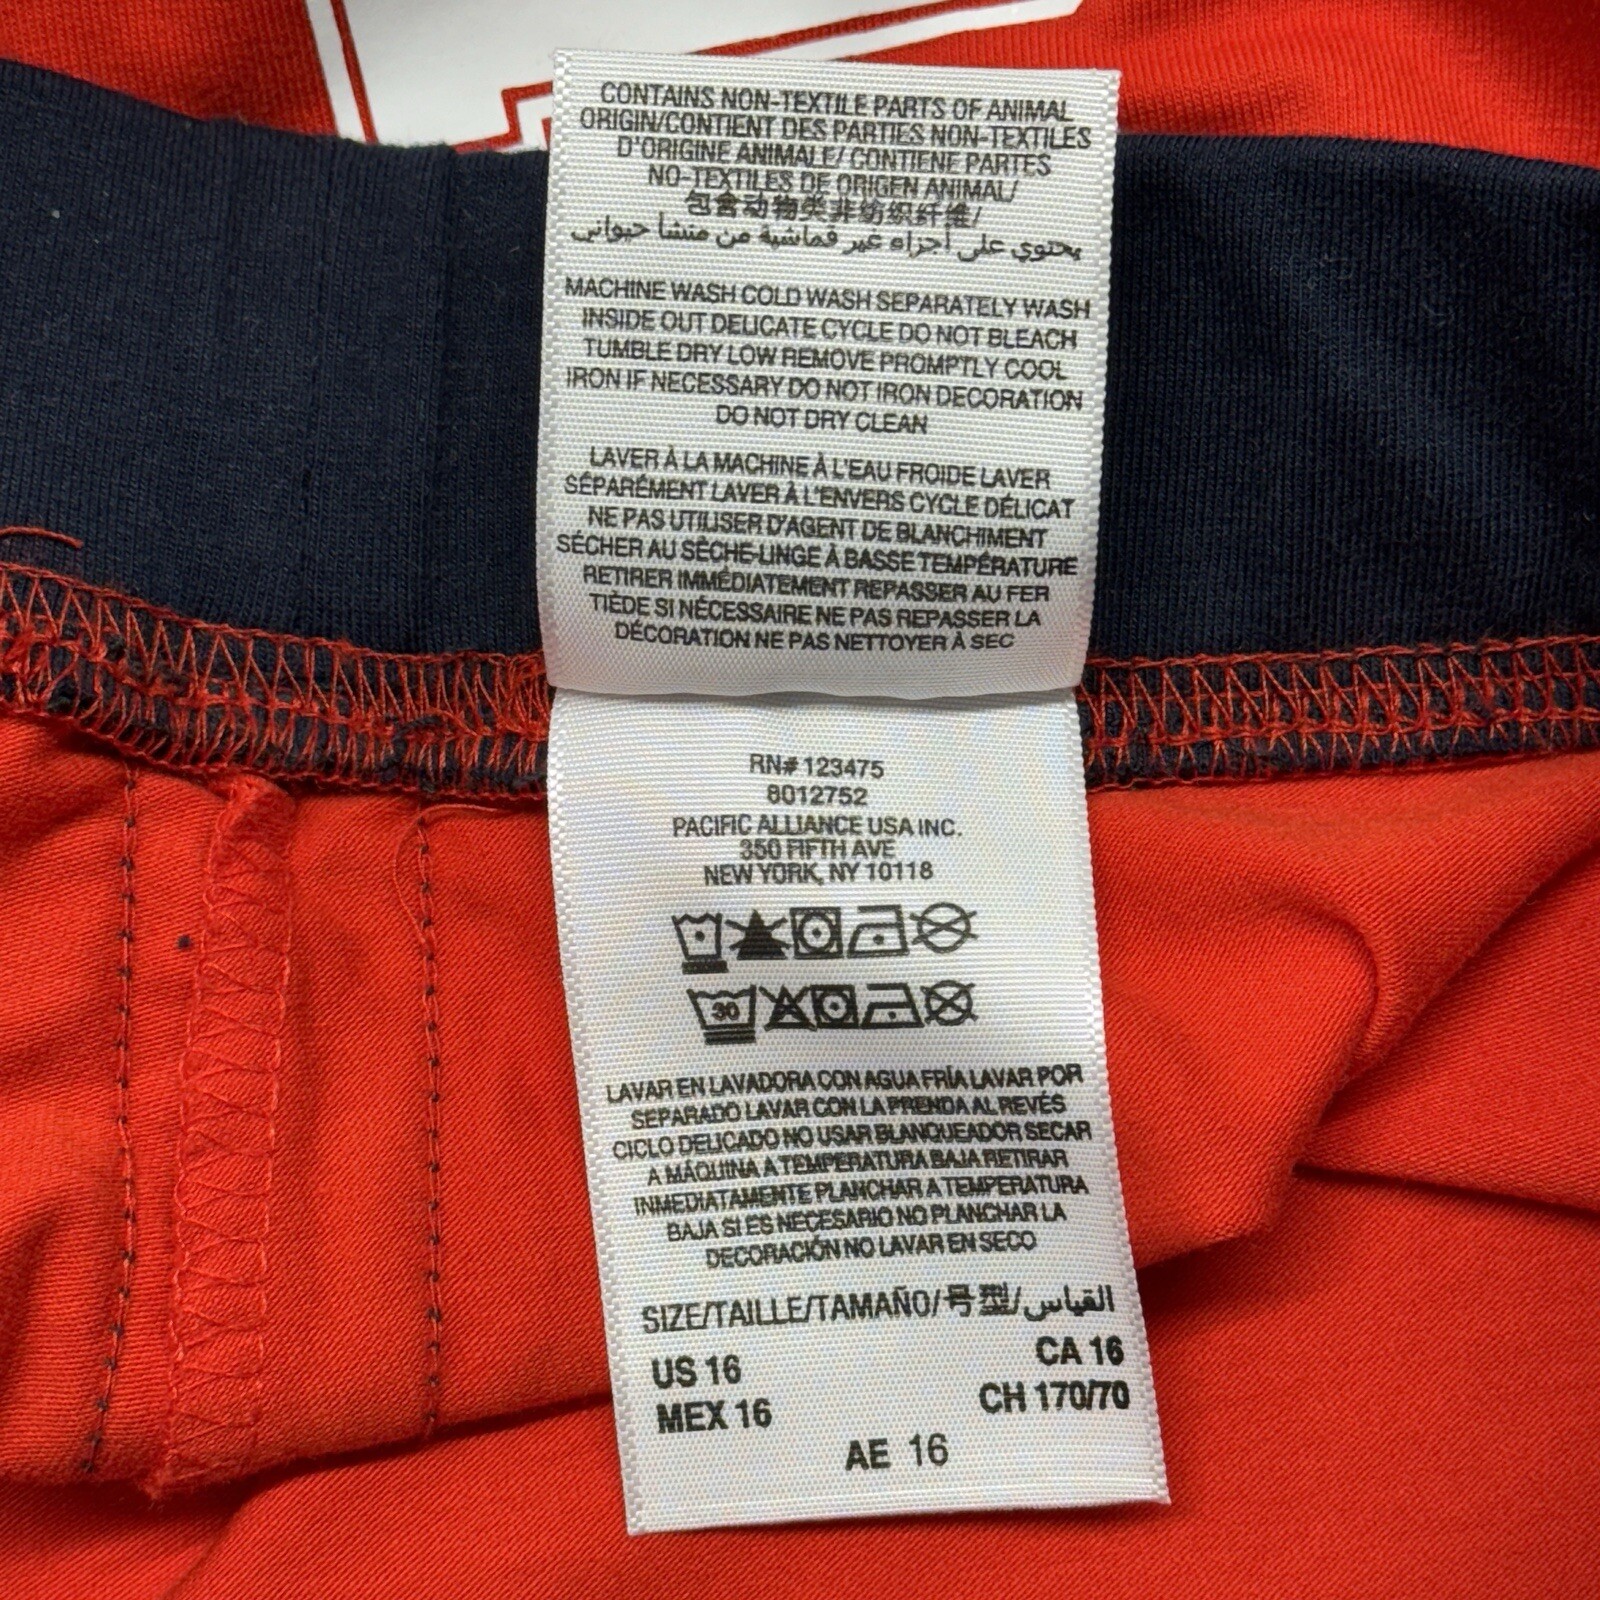 CONTAINS NON-TEXTILE PARTS OF ANIMAL
ORIGIN/CONTIENT DES PARTIES NON-TEXTILES
D'ORIGINE ANIMALE/ CONTIENE PARTES
NO-TEXTILES DE ORIGEN ANIMAL/
包含动物类非纺织纤维/
يحتوي على أجزاء غير قماشية من منشأ حيواني
MACHINE WASH COLD WASH SEPARATELY WASH
INSIDE OUT DELICATE CYCLE DO NOT BLEACH
TUMBLE DRY LOW REMOVE PROMPTLY COOL
IRON IF NECESSARY DO NOT IRON DECORATION
DO NOT DRY CLEAN
LAVER À LA MACHINE À L'EAU FROIDE LAVER
SÉPARÉMENT LAVER À L'ENVERS CYCLE DÉLICAT
NE PAS UTILISER D'AGENT DE BLANCHIMENT
SÉCHER AU SÈCHE-LINGE À BASSE TEMPÉRATURE
RETIRER IMMÉDIATEMENT REPASSER AU FER
TIÈDE SI NÉCESSAIRE NE PAS REPASSER LA
DÉCORATION NE PAS NETTOYER À SEC
RN# 123475
8012752
PACIFIC ALLIANCE USA INC.
350 FIFTH AVE
NEW YORK, NY 10118
30
LAVAR EN LAVADORA CON AGUA FRÍA LAVAR POR
SEPARADO LAVAR CON LA PRENDA AL REVÉS
CICLO DELICADO NO USAR BLANQUEADOR SECAR
A MÁQUINA A TEMPERATURA BAJA RETIRAR
INMEDIATAMENTE PLANCHAR A TEMPERATURA
BAJA SI ES NECESARIO NO PLANCHAR LA
DECORACIÓN NO LAVAR EN SECO
SIZE/TAILLE/TAMAÑO/号型/القياس
US 16 CA 16
MEX 16 CH 170/70
AE 16